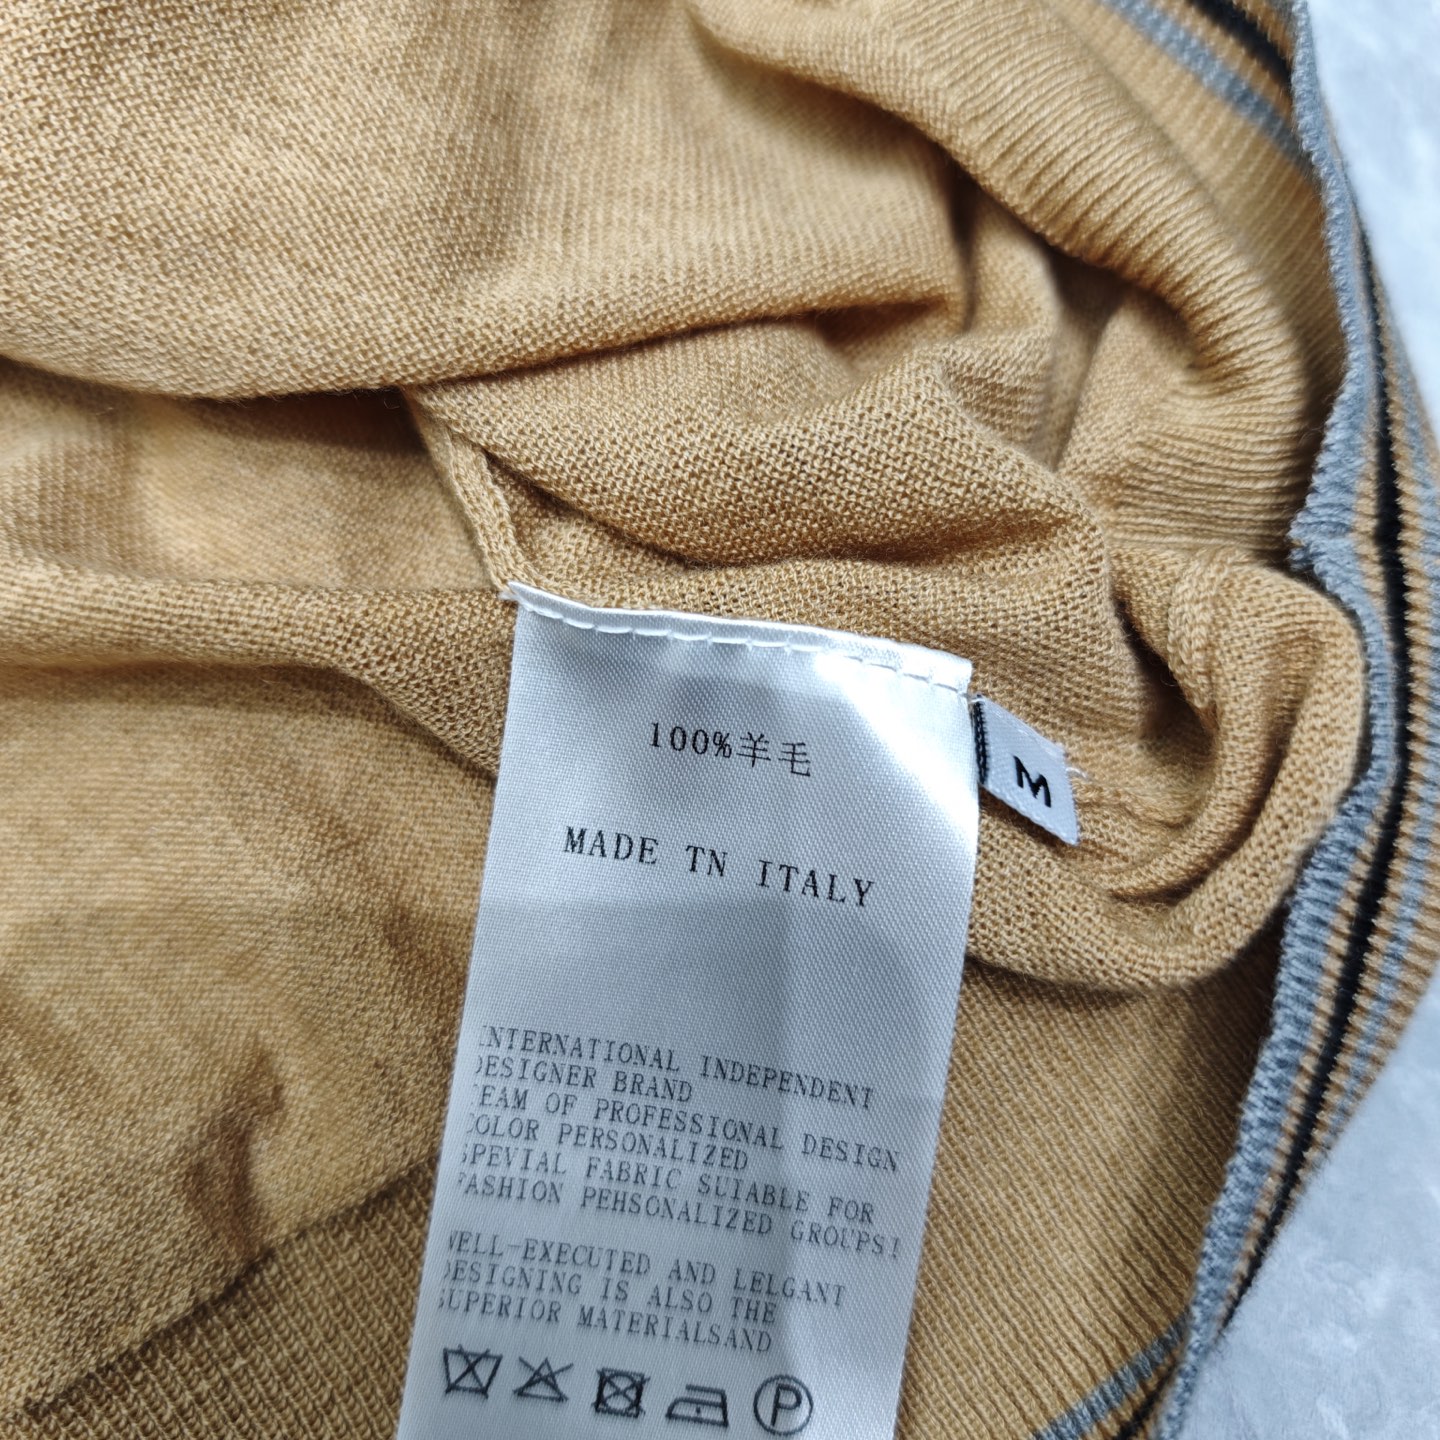 100%羊毛
M
MADE TN ITALY
INTERNATIONAL INDEPENDENT
DESIGNER BRAND
TEAM OF PROFESSIONAL DESIGN
COLOR PERSONALIZED
SPEVIAL FABRIC SUIABLE FOR
FASHION PEHSONALIZED GROUPS!
WELL-EXECUTED AND LELGANT
DESIGNING IS ALSO THE
SUPERIOR MATERIALSAND
P